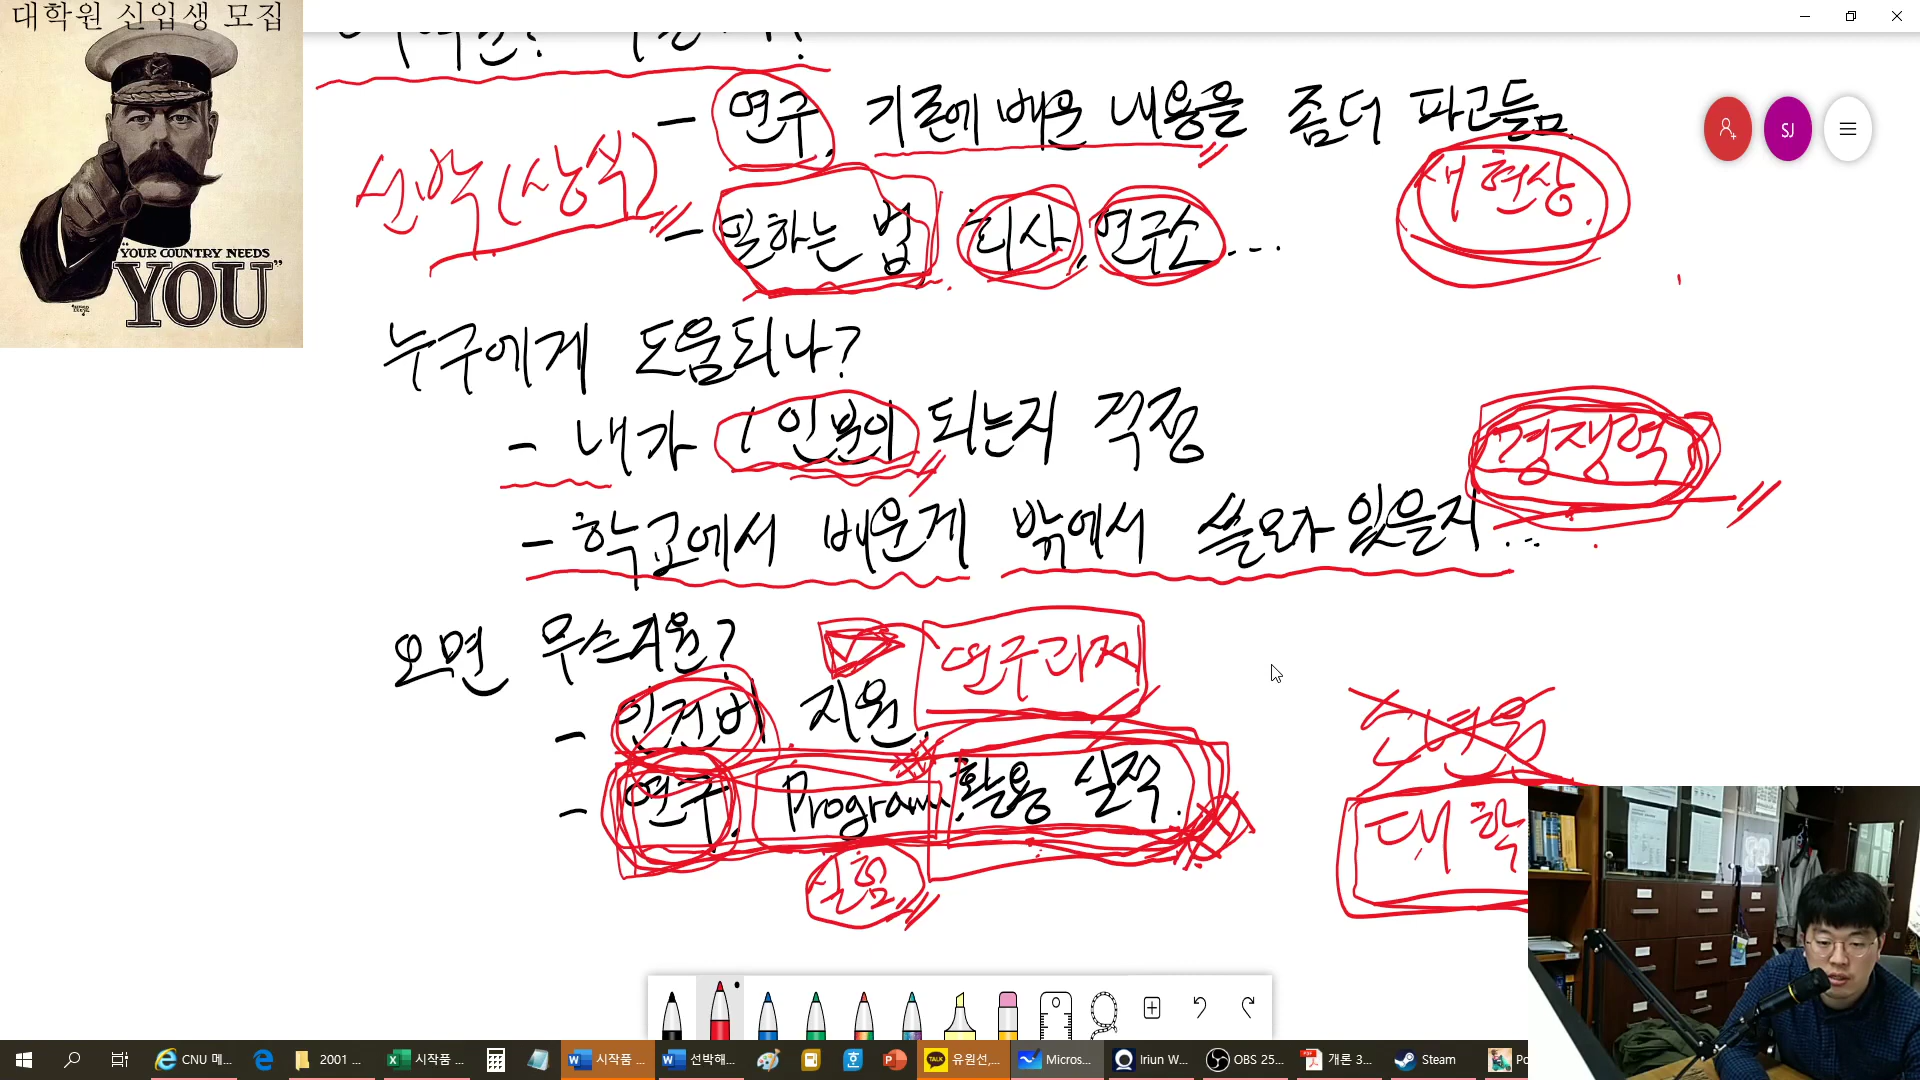 대학원 신입생 모집
"YOUR COUNTRY NEEDS
YOU"
- 연구. 기존에 배운 내용을 좀더 파고듦.
새 현상.
선박(상식)
- 일하는 법. 회사, 연구소...
누구에게 도움되나?
- 내가 1인분이 되는지 걱정
경쟁력
- 학교에서 배운게 밖에서 쓸모가 있을지...
오면 무슨지원?
연구과제
- 인건비 지원.
- 연구. Program 활용 실적.
실험
대학
SJ
CNU 메...
2001 ...
시작품 ...
시작품 ...
선박해...
유원선,...
Micros...
Iriun W...
OBS 25...
개론 3...
Steam
Po